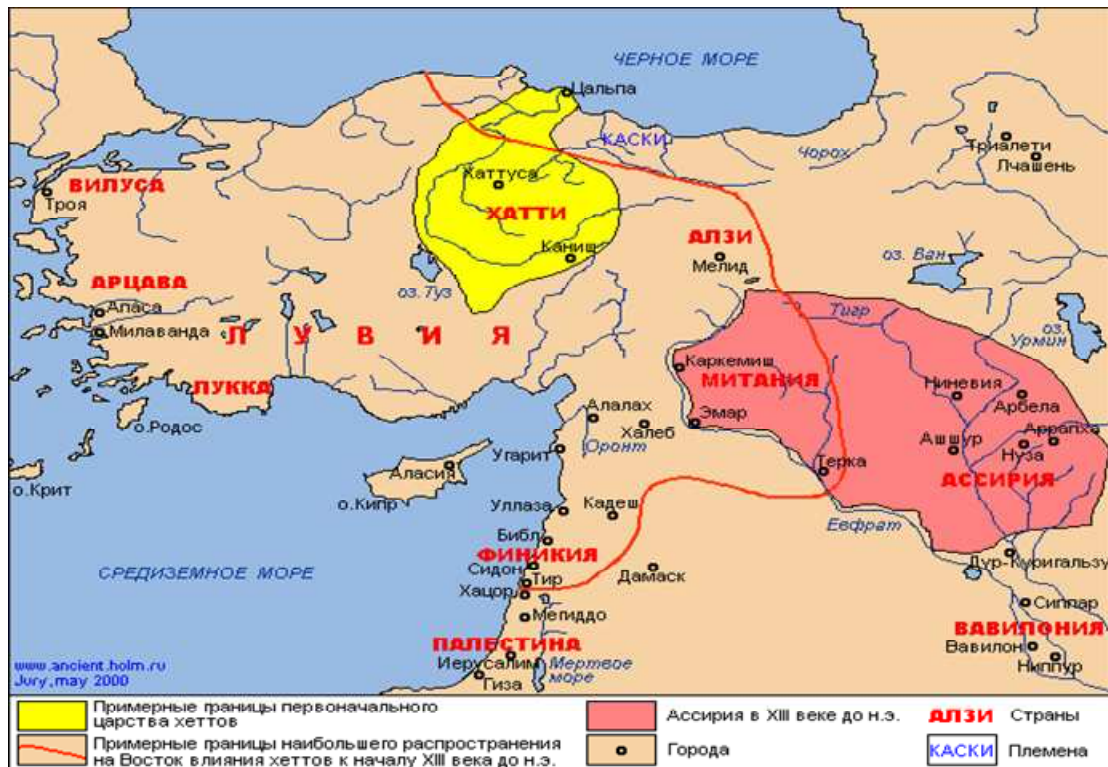 ЧЕРНОЕ МОРЕ
Цальпа
КАСКИ
Чорох
Триалети
Лчашень
ВИЛУСА
Троя
Хаттуса
ХАТТИ
Каниш
АЛЗИ
Мелид
оз. Ван
оз. Туз
АРЦАВА
Апаса
Милаванда
ЛУВИЯ
Тигр
оз.
Урмия
ЛУККА
Каркемиш
МИТАНИЯ
Ниневия
Арбела
о.Родос
Алалах
Халеб
Эмар
Оронт
Ашшур
Аррапха
Нуза
Терка
АССИРИЯ
о.Крит
Аласия
о.Кипр
Угарит
Уллаза
Кадеш
Евфрат
Библ
ФИНИКИЯ
Сидон
Тир
Дамаск
Дур-Куригальзу
СРЕДИЗЕМНОЕ МОРЕ
Хацор
Мегиддо
Сиппар
ПАЛЕСТИНА
ВАВИЛОНИЯ
Вавилон
Ниппур
Иерусалим
Мертвое
море
Гиза
www.ancient.holm.ru
Jury,may 2000
Примерные границы первоначального
царства хеттов
Ассирия в XIII веке до н.э.
АЛЗИ Страны
Примерные границы наибольшего распространения
на Восток влияния хеттов к началу XIII века до н.э.
Города
КАСКИ Племена